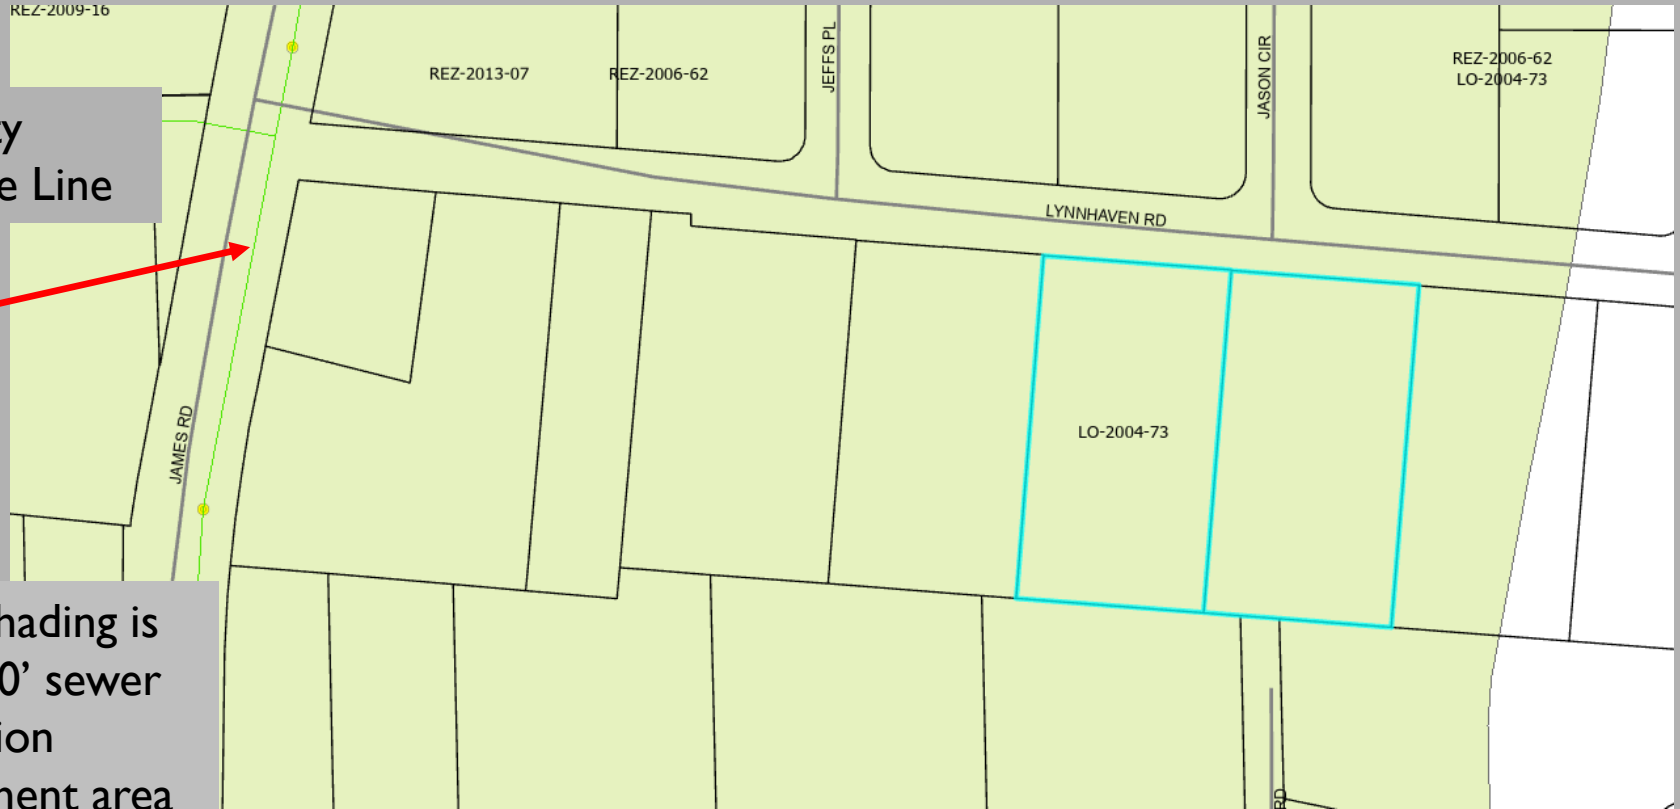 REZ-2009-16
REZ-2013-07
REZ-2006-62
JEFFS PL
JASON CIR
REZ-2006-62
LO-2004-73
e Line
LYNNHAVEN RD
JAMES RD
LO-2004-73
hading is
0’ sewer
ion
nent area
RD